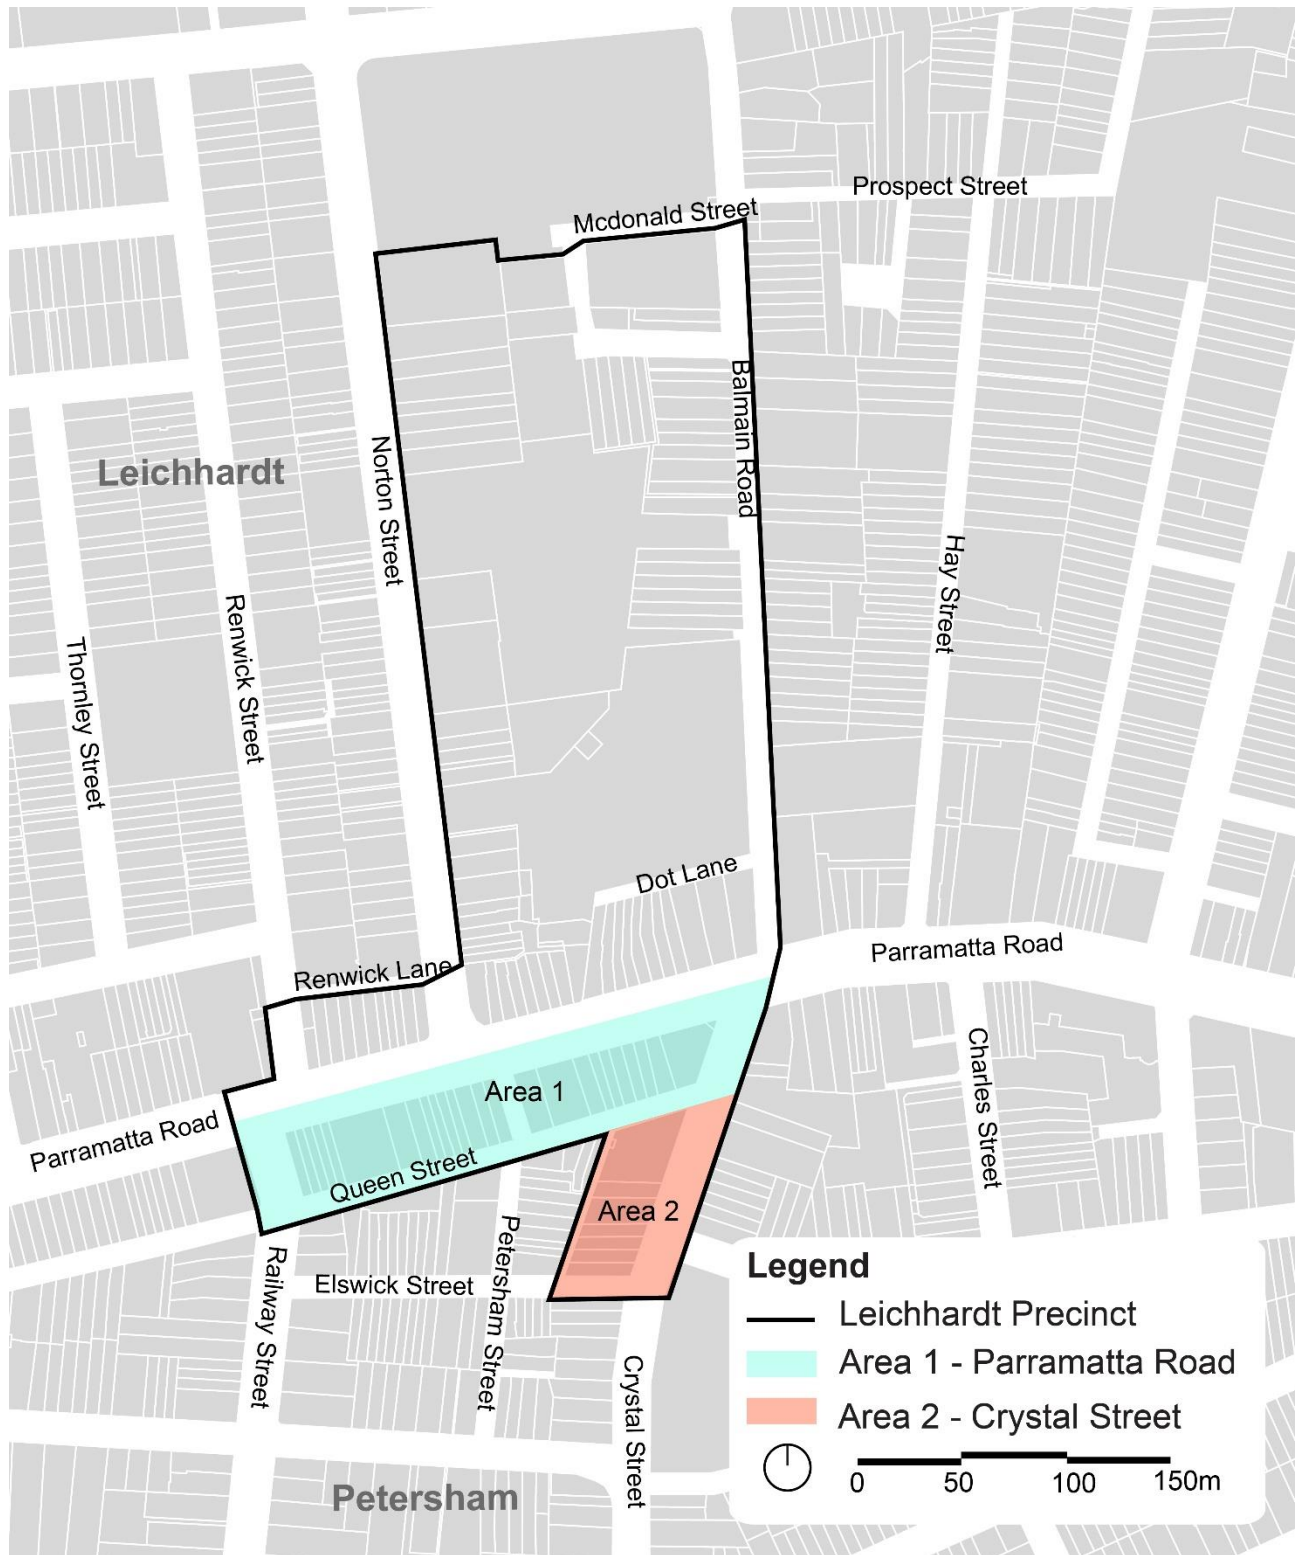 Prospect Street
Mcdonald Street
Balmain Road
Leichhardt
Norton Street
Hay Street
Renwick Street
Thornley Street
Dot Lane
Parramatta Road
Renwick Lane
Area 1
Charles Street
Parramatta Road
Queen Street
Area 2
Petersham Street
Railway Street
Elswick Street
Crystal Street
Petersham
Legend
Leichhardt Precinct
Area 1 - Parramatta Road
Area 2 - Crystal Street
0 50 100 150m